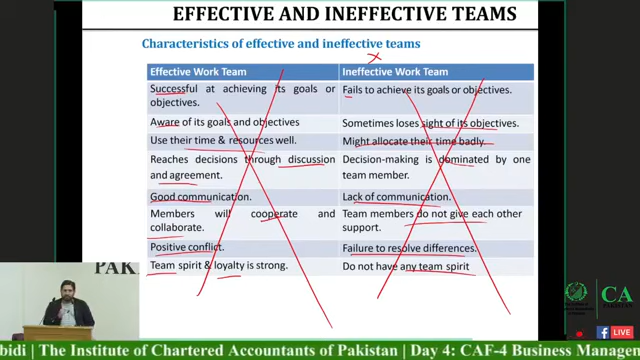 EFFECTIVE AND INEFFECTIVE TEAMS
Characteristics of effective and ineffective teams
Effective Work Team
Ineffective Work Team
Successful at achieving its goals or
objectives.
Fails to achieve its goals or objectives.
Aware of its goals and objectives
Sometimes loses sight of its objectives.
Use their time & resources well.
Might allocate their time badly.
Reaches decisions through discussion
and agreement.
Decision-making is dominated by one
team member.
Good communication.
Lack of communication.
Members will cooperate and
collaborate.
Team members do not give each other
support.
Positive conflict.
Failure to resolve differences.
Team spirit & loyalty is strong.
Do not have any team spirit
PAK
CA
LIVE
bidi | The Institute of Chartered Accountants of Pakistan | Day 4: CAF-4 Business Manager